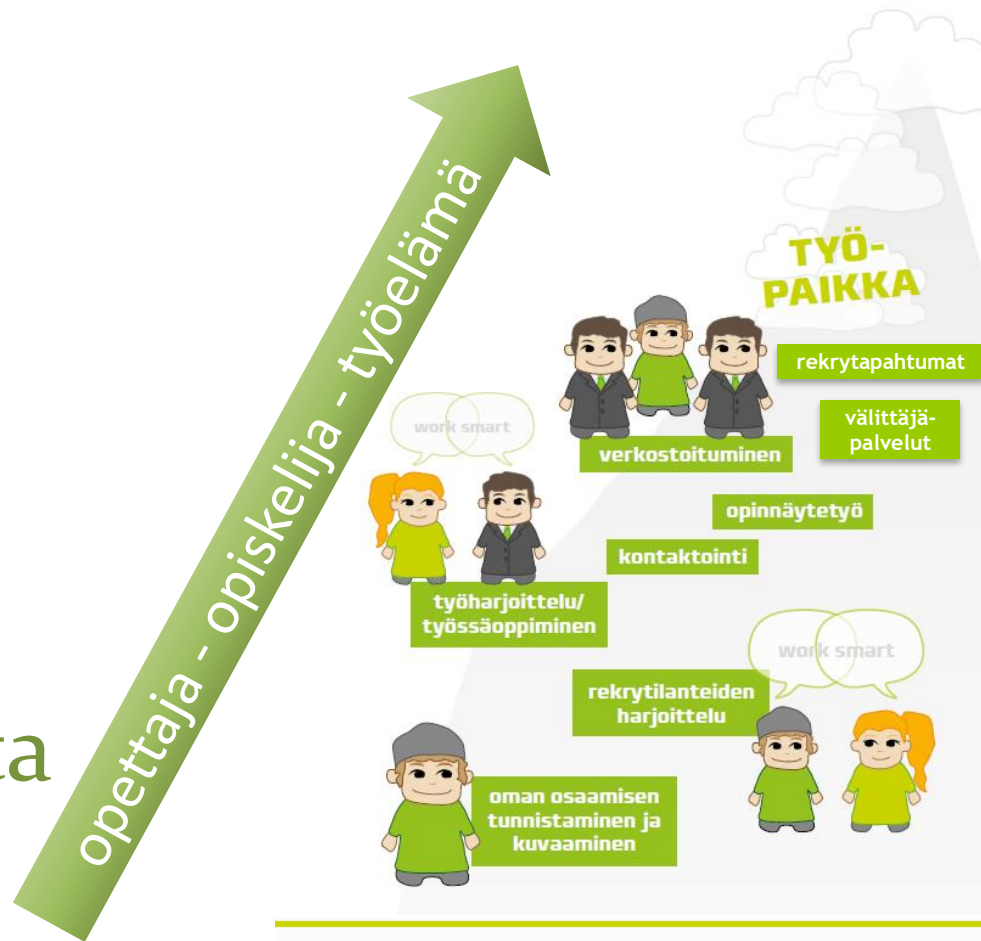 opettaja - opiskelija - työelämä
TYÖ-
PAIKKA
rekrytapahtumat
välittäjä-
palvelut
work smart
verkostoituminen
opinnäytetyö
kontaktointi
työharjoittelu/
työssäoppiminen
work smart
rekrytilanteiden
harjoittelu
oman osaamisen
tunnistaminen ja
kuvaaminen